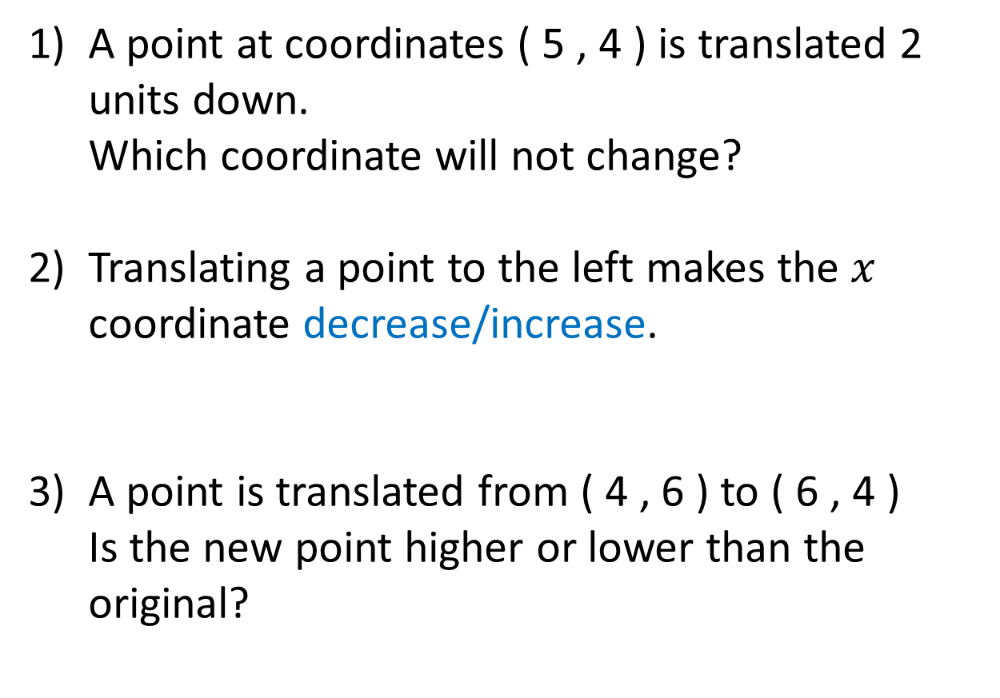 1) A point at coordinates ( 5 , 4 ) is translated 2
units down.
Which coordinate will not change?
2) Translating a point to the left makes the 𝑥
coordinate decrease/increase.
3) A point is translated from ( 4 , 6 ) to ( 6 , 4 )
Is the new point higher or lower than the
original?